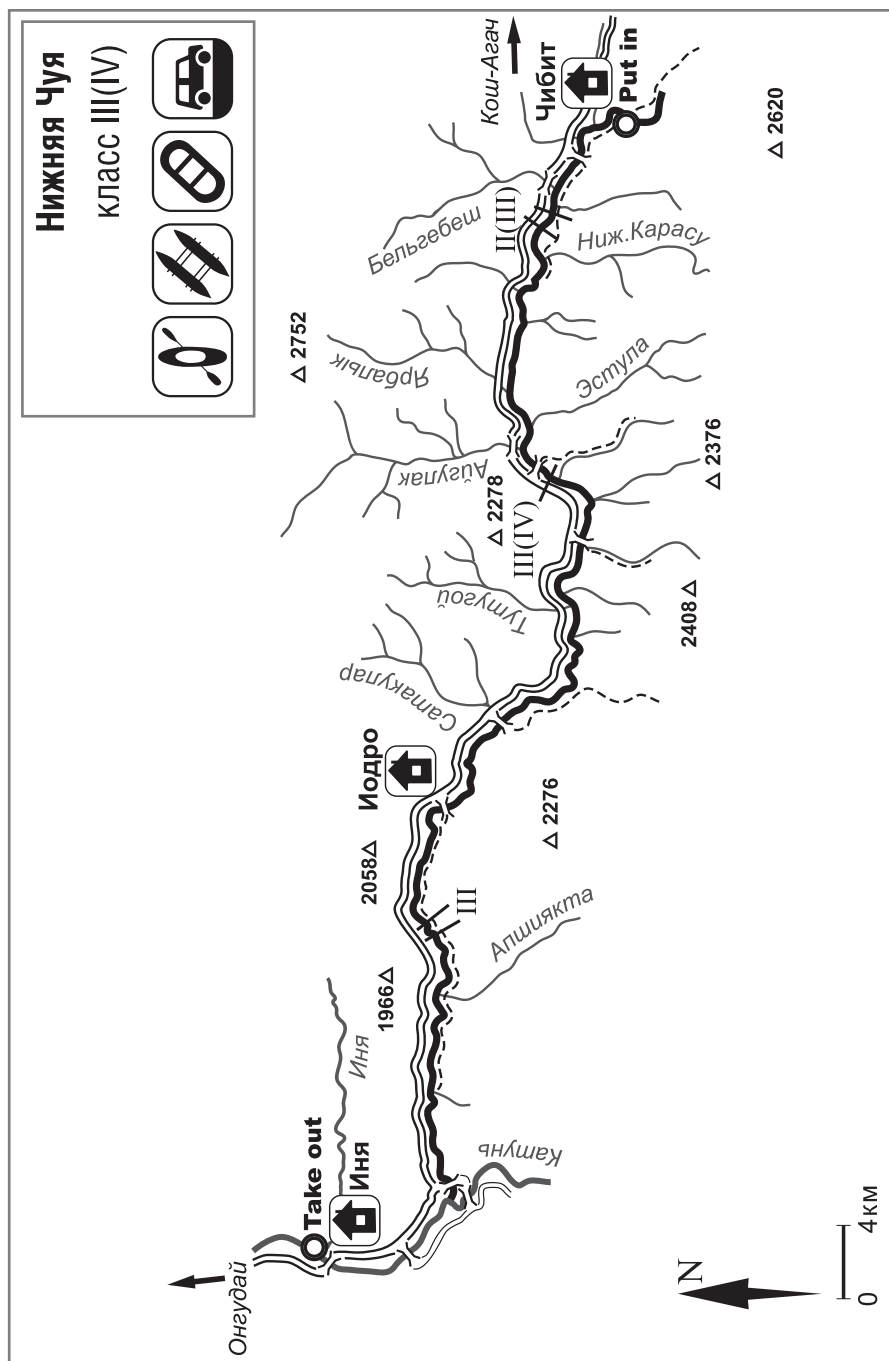 Нижняя Чуя
класс III(IV)
Кош-Агач
Чибит
Put in
△ 2620
Бельгебеш
II(III)
Ниж.Карасу
△ 2752
Ярбалык
Эстула
Айгулак
△ 2278
△ 2376
III(IV)
Тутугой
2408 △
Сатакулар
Иодро
△ 2276
2058 △
III
Апшиякта
1966 △
Иня
Take out
Иня
Катунь
Онгудай
N
0 4км